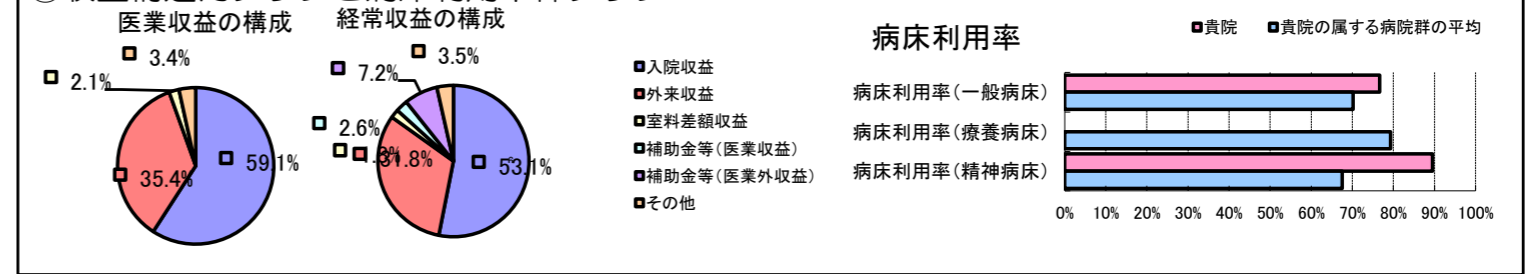 医業収益の構成
3.4%
2.1%
35.4%
59.1%
経常収益の構成
3.5%
7.2%
2.6%
31.8%
53.1%
入院収益
外来収益
室料差額収益
補助金等(医業収益)
補助金等(医業外収益)
その他
病床利用率
貴院
貴院の属する病院群の平均
病床利用率(一般病床)
病床利用率(療養病床)
病床利用率(精神病床)
0% 10% 20% 30% 40% 50% 60% 70% 80% 90% 100%